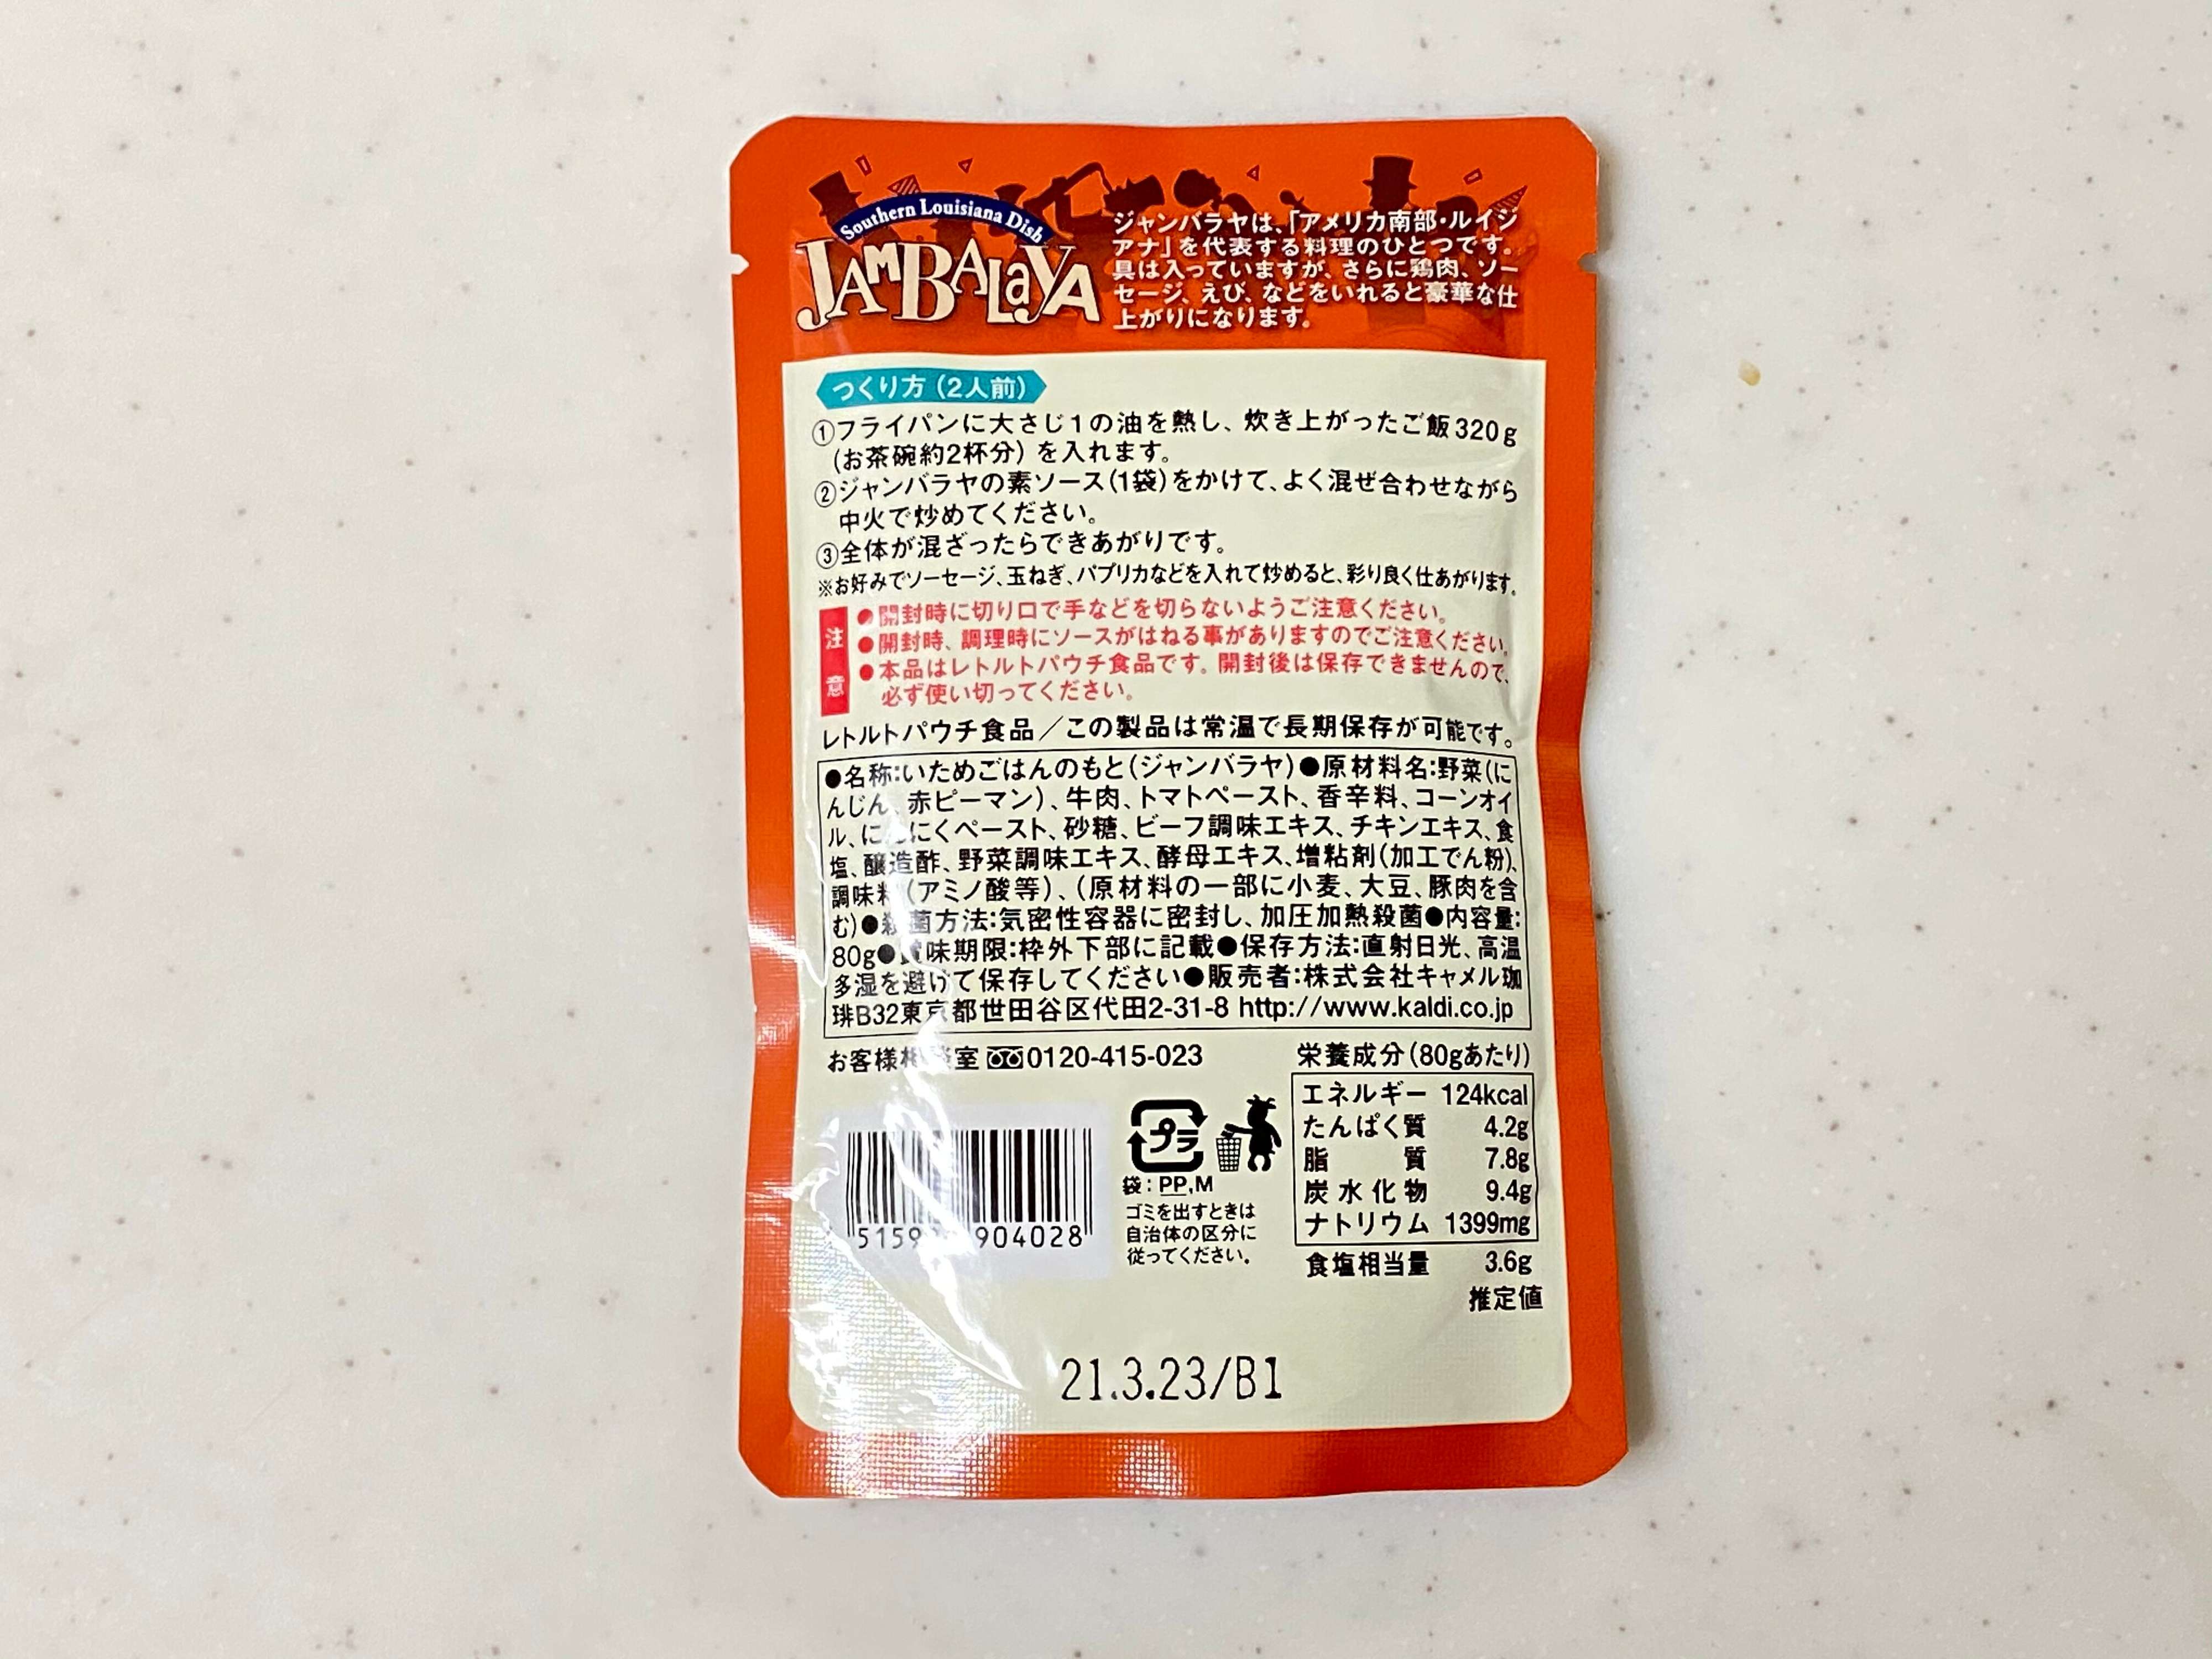 Southern Louisiana Dish
JAMBALAYA
ジャンバラヤは、「アメリカ南部・ルイジ
アナ」を代表する料理のひとつです。
具は入っていますが、さらに鶏肉、ソー
セージ、えび、などをいれると豪華な仕
上がりになります。
つくり方（2人前）
①フライパンに大さじ1の油を熱し、炊き上がったご飯320g
(お茶碗約2杯分）を入れます。
②ジャンバラヤの素ソース(1袋)をかけて、よく混ぜ合わせながら
中火で炒めてください。
③全体が混ざったらできあがりです。
※お好みでソーセージ、玉ねぎ、パプリカなどを入れて炒めると、彩り良く仕あがります。
注意
●開封時に切り口で手などを切らないようご注意ください。
●開封時、調理時にソースがはねる事がありますのでご注意ください。
●本品はレトルトパウチ食品です。開封後は保存できませんので、
必ず使い切ってください。
レトルトパウチ食品／この製品は常温で長期保存が可能です。
●名称:いためごはんのもと(ジャンバラヤ)●原材料名:野菜(に
んじん、赤ピーマン)、牛肉、トマトペースト、香辛料、コーンオイ
ル、にんにくペースト、砂糖、ビーフ調味エキス、チキンエキス、食
塩、醸造酢、野菜調味エキス、酵母エキス、増粘剤(加工でん粉)、
調味料(アミノ酸等)、(原材料の一部に小麦、大豆、豚肉を含
む)●殺菌方法:気密性容器に密封し、加圧加熱殺菌●内容量:
80g●賞味期限:枠外下部に記載●保存方法:直射日光、高温
多湿を避けて保存してください●販売者:株式会社キャメル珈
琲B32東京都世田谷区代田2-31-8 http://www.kaldi.co.jp
お客様相談室 0120-415-023
栄養成分(80gあたり)
エネルギー 124kcal
たんぱく質 4.2g
脂質 7.8g
炭水化物 9.4g
ナトリウム 1399mg
食塩相当量 3.6g
推定値
プラ
袋：PP,M
ゴミを出すときは
自治体の区分に
従ってください。
904028
21.3.23/B1